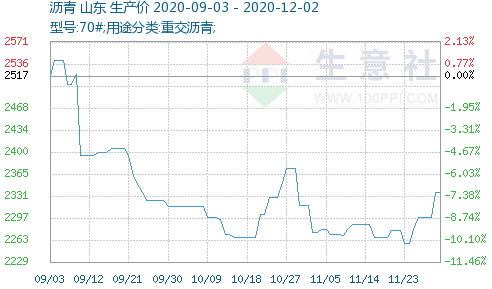 沥青 山东 生产价 2020-09-03 - 2020-12-02
型号:70#;用途分类:重交沥青;
2571 2.13%
2541 0.77%
2517 0.00%
2468 -1.95%
2434 -3.31%
2400 -4.67%
2365 -6.03%
2331 -7.38%
2297 -8.74%
2263 -10.10%
2229 -11.46%
生意社
WWW.100PPI.COM
09/03 09/12 09/21 09/30 10/09 10/18 10/27 11/05 11/14 11/23